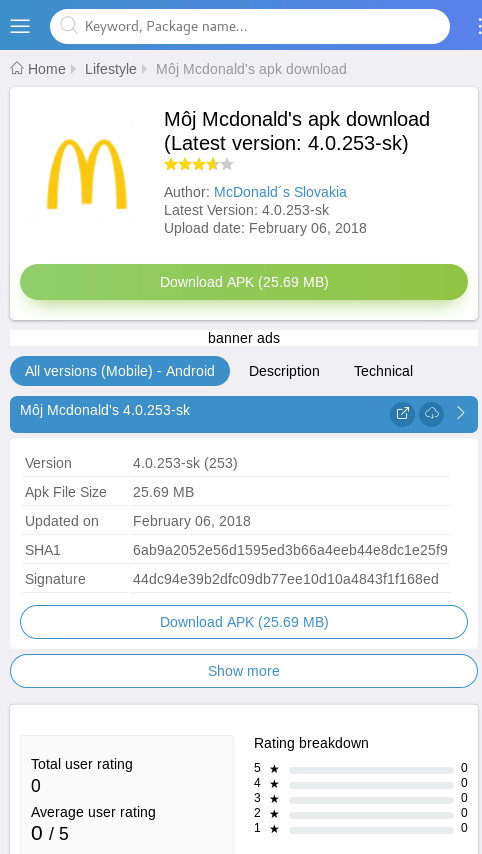 Keyword, Package name...
Home Lifestyle Môj Mcdonald's apk download
Môj Mcdonald's apk download
(Latest version: 4.0.253-sk)
Author: McDonald´s Slovakia
Latest Version: 4.0.253-sk
Upload date: February 06, 2018
Download APK (25.69 MB)
banner ads
All versions (Mobile) - Android Description Technical
Môj Mcdonald's 4.0.253-sk
Version 4.0.253-sk (253)
Apk File Size 25.69 MB
Updated on February 06, 2018
SHA1 6ab9a2052e56d1595ed3b66a4eeb44e8dc1e25f9
Signature 44dc94e39b2dfc09db77ee10d10a4843f1f168ed
Download APK (25.69 MB)
Show more
Total user rating
0
Average user rating
0 / 5
Rating breakdown
5 ★ 0
4 ★ 0
3 ★ 0
2 ★ 0
1 ★ 0